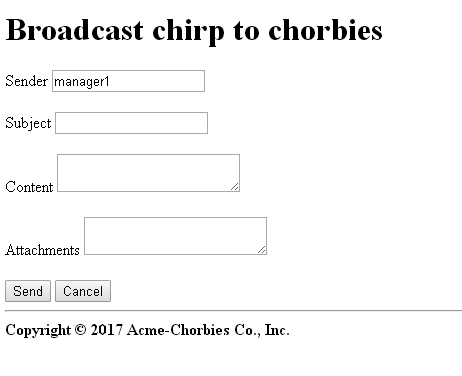 Broadcast chirp to chorbies
Sender manager1
Subject
Content
Attachments
Send Cancel
Copyright © 2017 Acme-Chorbies Co., Inc.